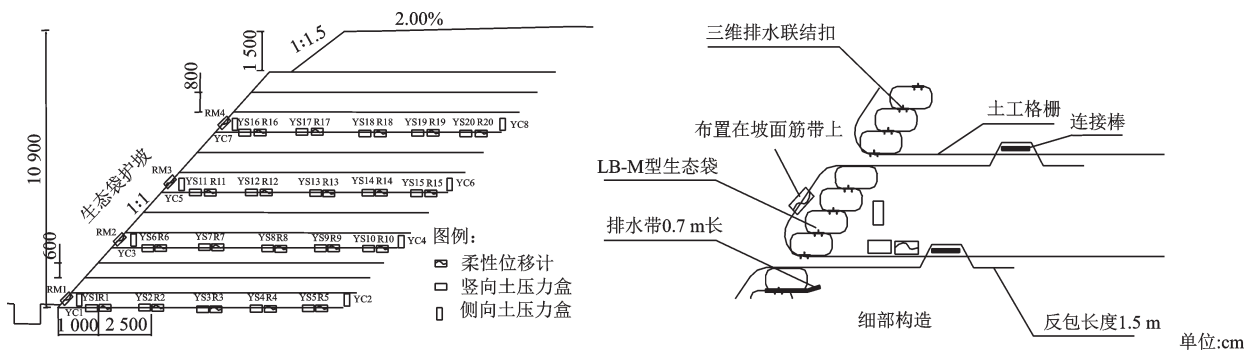 2.00%
1:1.5
1 500
800
RM4
YS16 R16
YS17 R17
YS18 R18
YS19 R19
YS20 R20
YC8
YC7
10 900
生态袋护坡
1:1
RM3
YS11 R11
YS12 R12
YS13 R13
YS14 R14
YS15 R15
YC6
YC5
RM2
YS6 R6
YS7 R7
YS8 R8
YS9 R9
YS10 R10
YC4
YC3
600
RM1
YS1 R1
YS2 R2
YS3 R3
YS4 R4
YS5 R5
YC2
YC1
1 000
2 500
图例：
柔性位移计
竖向土压力盒
侧向土压力盒
三维排水联结扣
土工格栅
连接棒
布置在坡面筋带上
LB-M型生态袋
排水带0.7 m长
细部构造
反包长度1.5 m
单位:cm